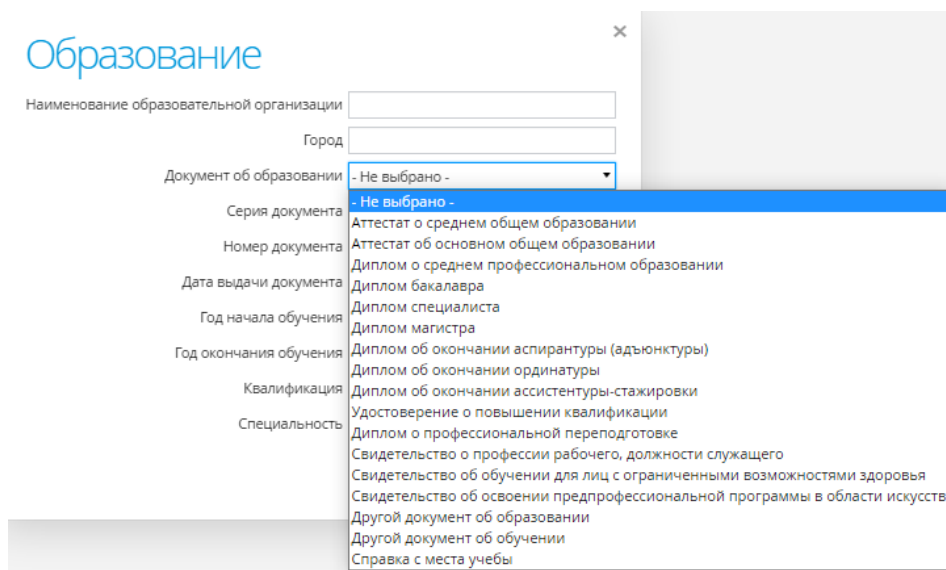 ×
Образование
Наименование образовательной организации
Город
Документ об образовании - Не выбрано -
Серия документа
Номер документа
Дата выдачи документа
Год начала обучения
Год окончания обучения
Квалификация
Специальность
- Не выбрано -
Аттестат о среднем общем образовании
Аттестат об основном общем образовании
Диплом о среднем профессиональном образовании
Диплом бакалавра
Диплом специалиста
Диплом магистра
Диплом об окончании аспирантуры (адъюнктуры)
Диплом об окончании ординатуры
Диплом об окончании ассистентуры-стажировки
Удостоверение о повышении квалификации
Диплом о профессиональной переподготовке
Свидетельство о профессии рабочего, должности служащего
Свидетельство об обучении для лиц с ограниченными возможностями здоровья
Свидетельство об освоении предпрофессиональной программы в области искусств
Другой документ об образовании
Другой документ об обучении
Справка с места учебы